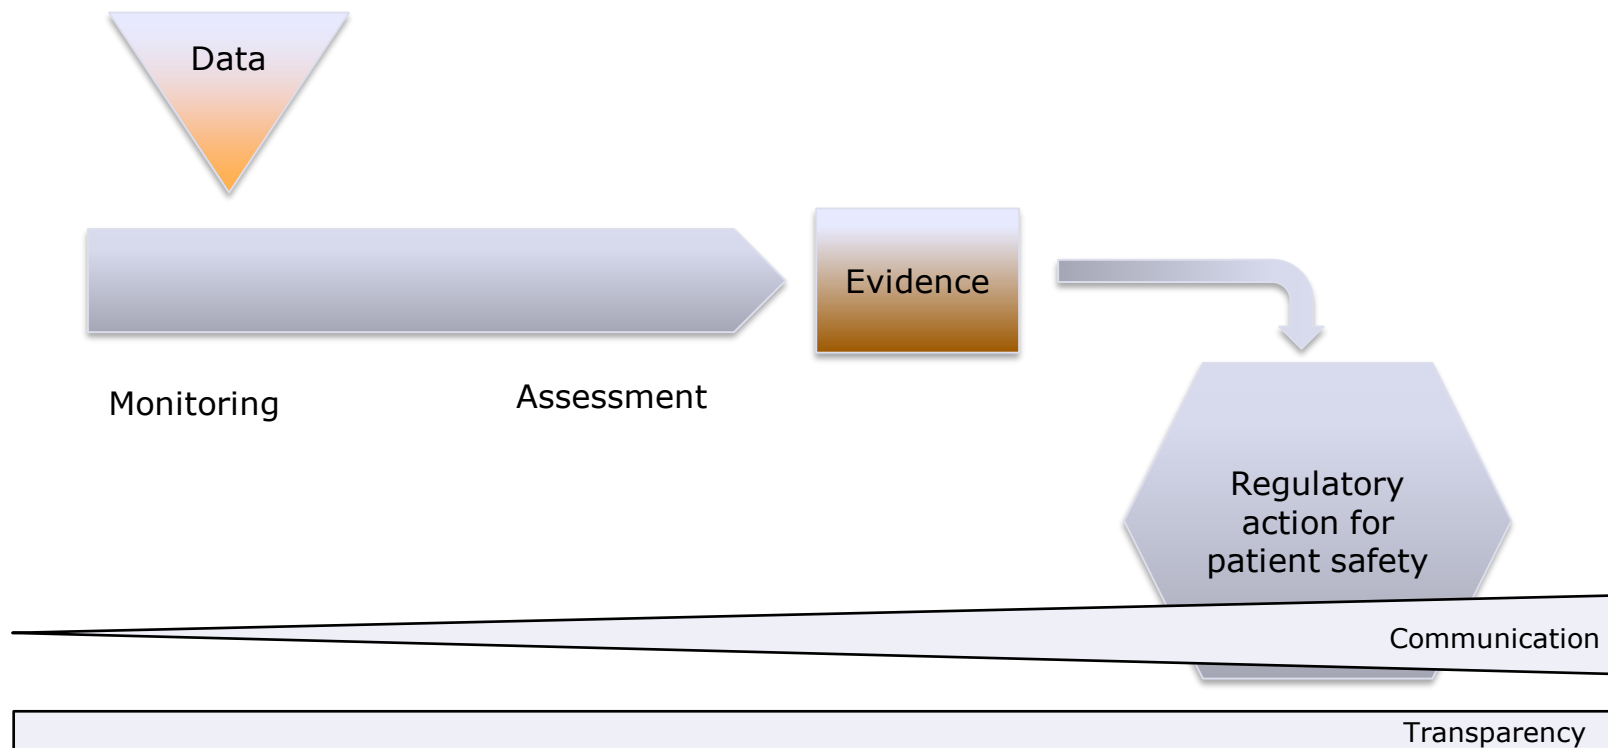 Data
Evidence
Monitoring
Assessment
Regulatory
action for
patient safety
Communication
Transparency